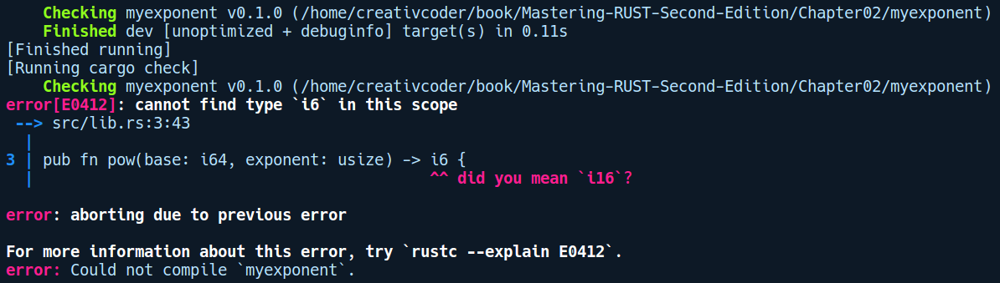 Checking myexponent v0.1.0 (/home/creativcoder/book/Mastering-RUST-Second-Edition/Chapter02/myexponent)
    Finished dev [unoptimized + debuginfo] target(s) in 0.11s
[Finished running]
[Running cargo check]
    Checking myexponent v0.1.0 (/home/creativcoder/book/Mastering-RUST-Second-Edition/Chapter02/myexponent)
error[E0412]: cannot find type `i6` in this scope
 --> src/lib.rs:3:43
  |
3 | pub fn pow(base: i64, exponent: usize) -> i6 {
  |                                           ^^ did you mean `i16`?

error: aborting due to previous error

For more information about this error, try `rustc --explain E0412`.
error: Could not compile `myexponent`.